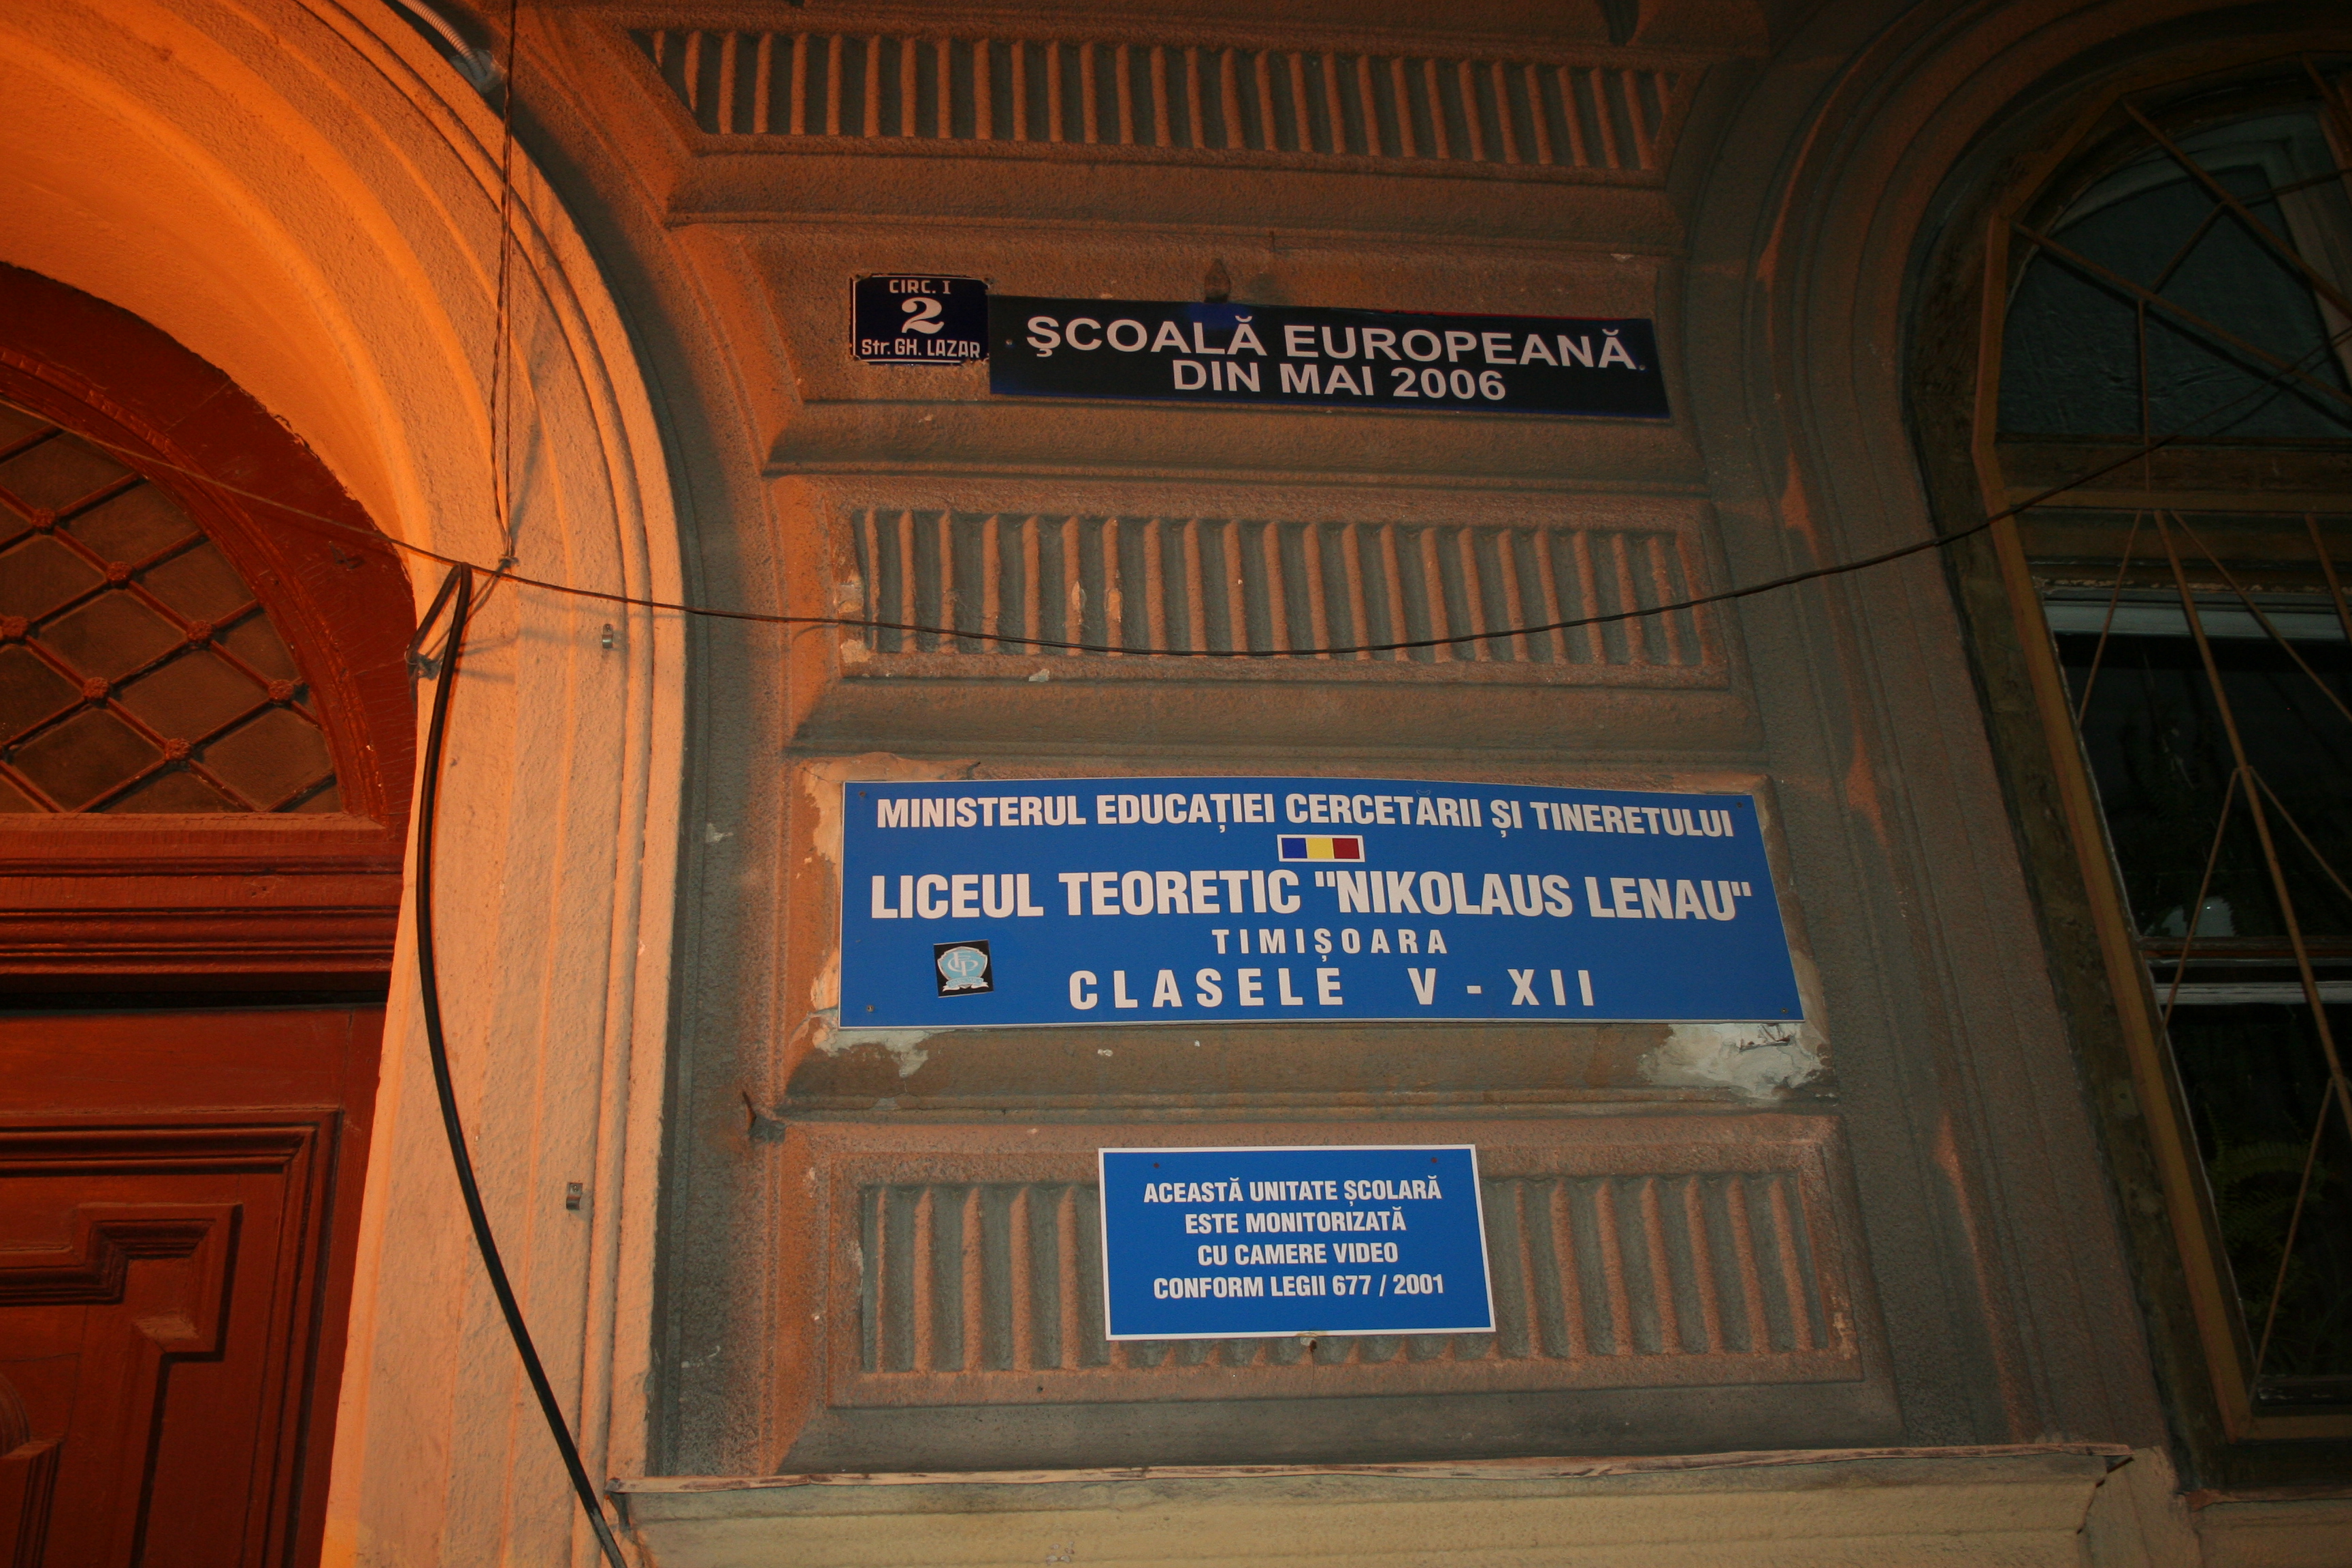 CIRC. I
2
Str. GH. LAZAR
ŞCOALĂ EUROPEANĂ
DIN MAI 2006
MINISTERUL EDUCAȚIEI CERCETARII ȘI TINERETULUI
LICEUL TEORETIC "NIKOLAUS LENAU"
TIMIȘOARA
CLASELE V - XII
ACEASTĂ UNITATE ȘCOLARĂ
ESTE MONITORIZATĂ
CU CAMERE VIDEO
CONFORM LEGII 677 / 2001